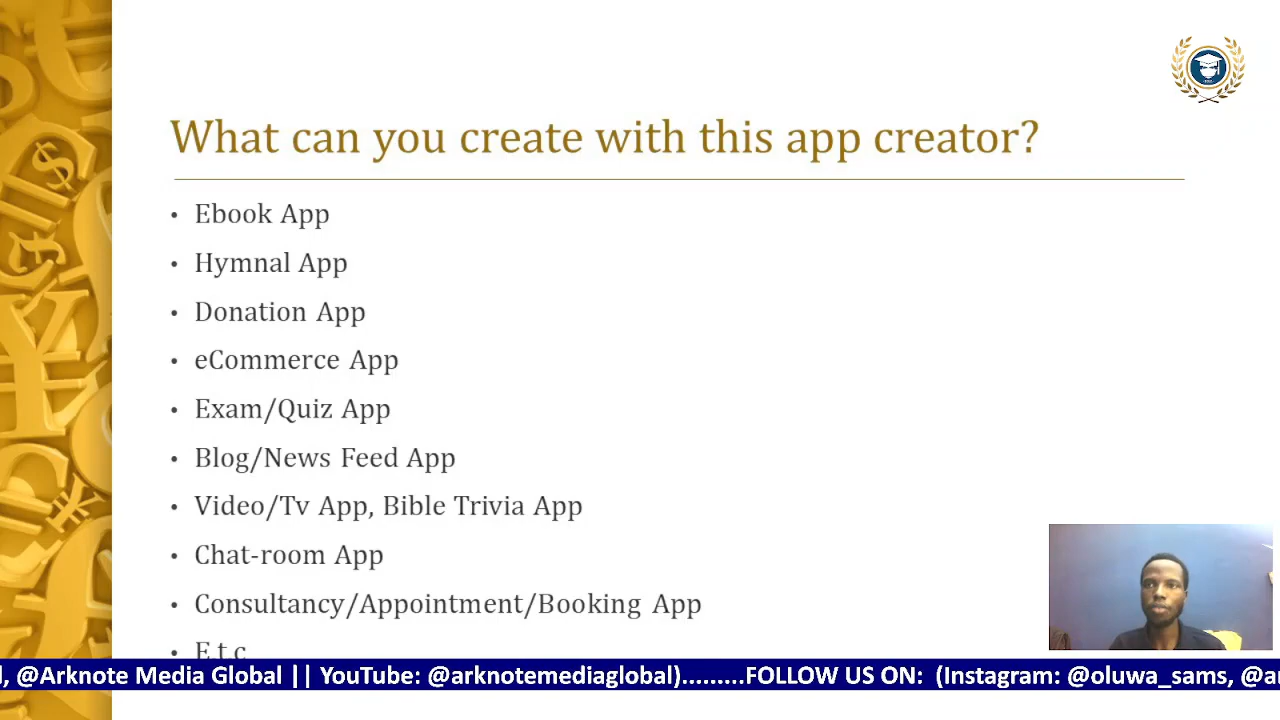 What can you create with this app creator?
• Ebook App
• Hymnal App
• Donation App
• eCommerce App
• Exam/Quiz App
• Blog/News Feed App
• Video/Tv App, Bible Trivia App
• Chat-room App
• Consultancy/Appointment/Booking App
• E.t.c
, @Arknote Media Global || YouTube: @arknotemediaglobal).........FOLLOW US ON: (Instagram: @oluwa_sams,